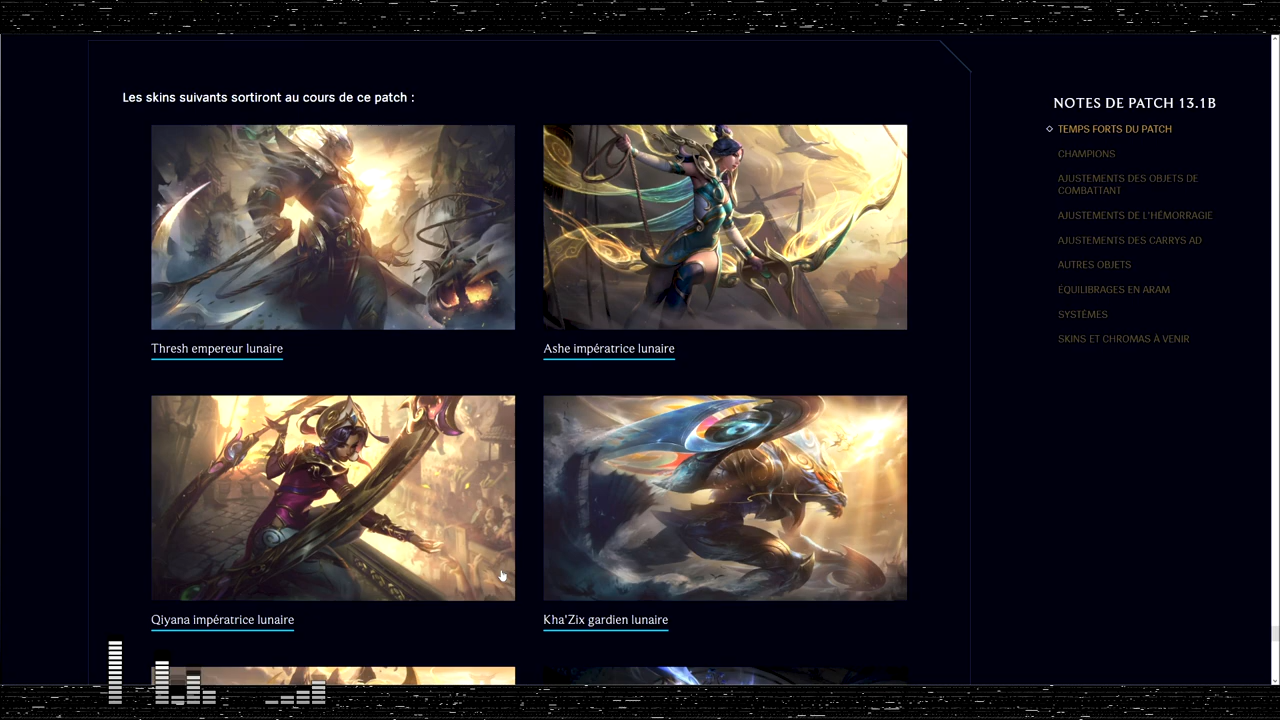 Les skins suivants sortiront au cours de ce patch :
Thresh empereur lunaire
Ashe impératrice lunaire
Qiyana impératrice lunaire
Kha'Zix gardien lunaire
NOTES DE PATCH 13.1B
TEMPS FORTS DU PATCH
CHAMPIONS
AJUSTEMENTS DES OBJETS DE
COMBATTANT
AJUSTEMENTS DE L'HÉMORRAGIE
AJUSTEMENTS DES CARRYS AD
AUTRES OBJETS
ÉQUILIBRAGES EN ARAM
SYSTÈMES
SKINS ET CHROMAS À VENIR